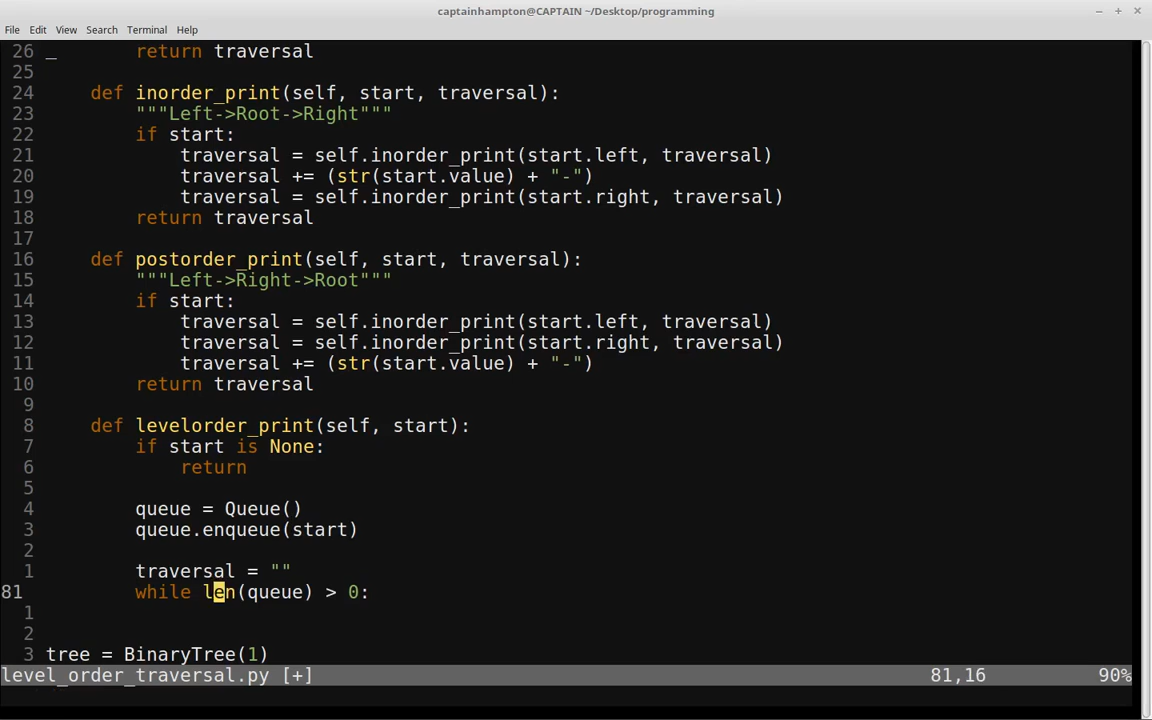 captainhampton@CAPTAIN ~/Desktop/programming
File Edit View Search Terminal Help
26 _       return traversal
25
24     def inorder_print(self, start, traversal):
23         """Left->Root->Right"""
22         if start:
21             traversal = self.inorder_print(start.left, traversal)
20             traversal += (str(start.value) + "-")
19             traversal = self.inorder_print(start.right, traversal)
18         return traversal
17
16     def postorder_print(self, start, traversal):
15         """Left->Right->Root"""
14         if start:
13             traversal = self.inorder_print(start.left, traversal)
12             traversal = self.inorder_print(start.right, traversal)
11             traversal += (str(start.value) + "-")
10         return traversal
9
8     def levelorder_print(self, start):
7         if start is None:
6             return
5
4         queue = Queue()
3         queue.enqueue(start)
2
1         traversal = ""
81         while len(queue) > 0:
1
2
3 tree = BinaryTree(1)
level_order_traversal.py [+] 81,16 90%